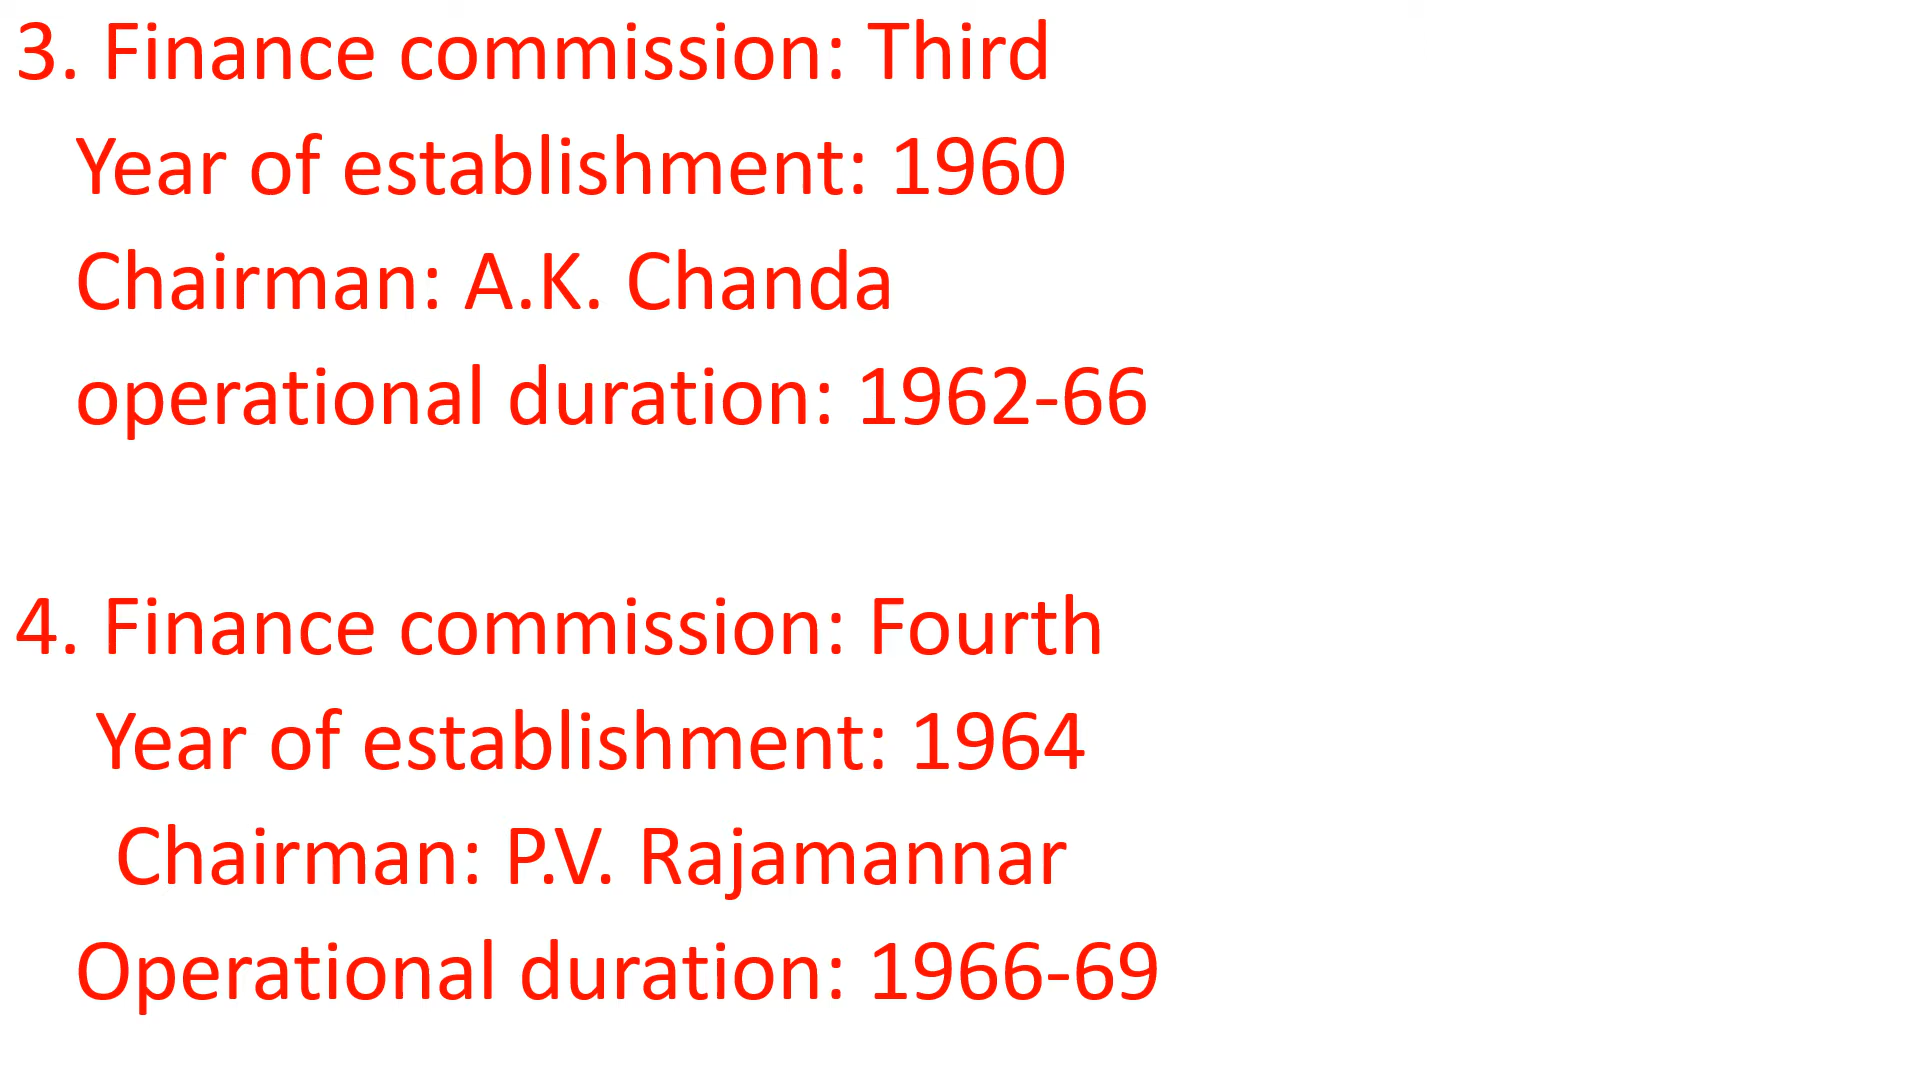 3. Finance commission: Third
Year of establishment: 1960
Chairman: A.K. Chanda
operational duration: 1962-66
4. Finance commission: Fourth
Year of establishment: 1964
Chairman: P.V. Rajamannar
Operational duration: 1966-69